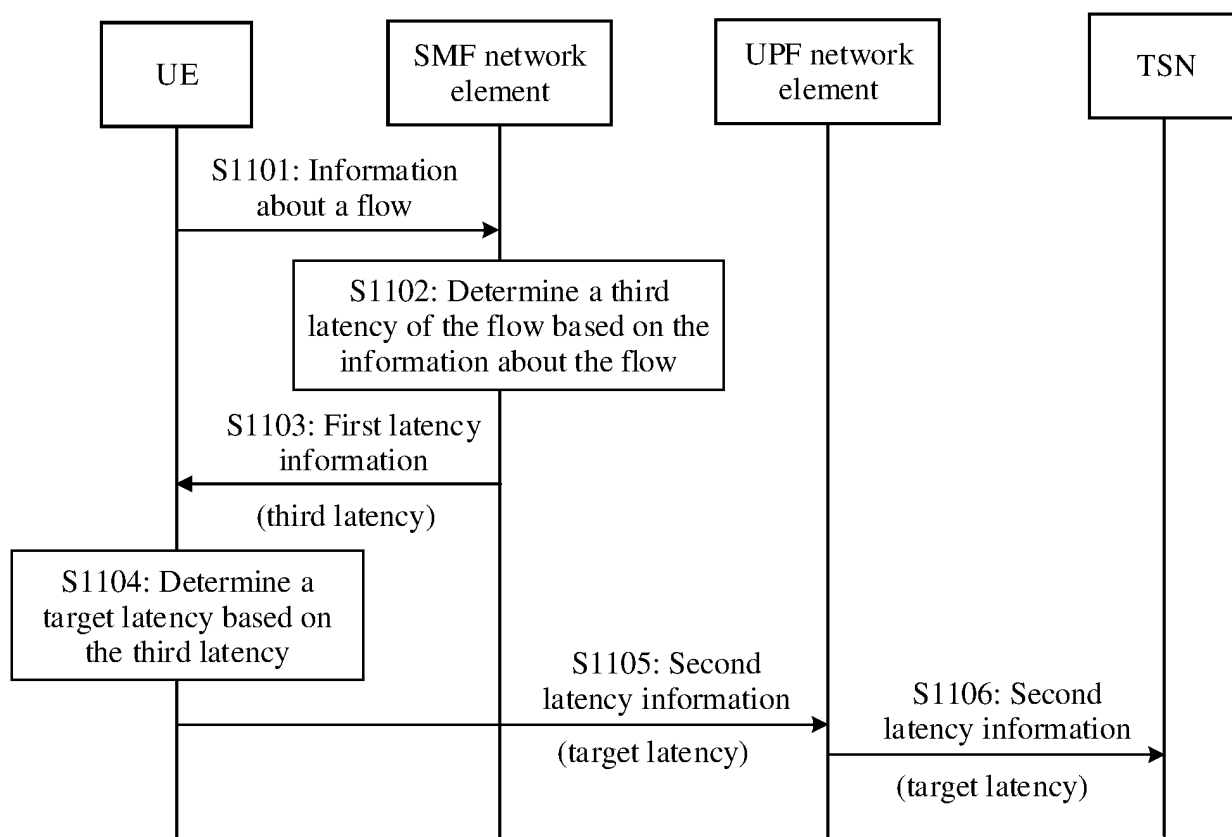 UE
SMF network
element
UPF network
element
TSN
S1101: Information
about a flow
S1102: Determine a third
latency of the flow based on the
information about the flow
S1103: First latency
information
(third latency)
S1104: Determine a
target latency based on
the third latency
S1105: Second
latency information
(target latency)
S1106: Second
latency information
(target latency)